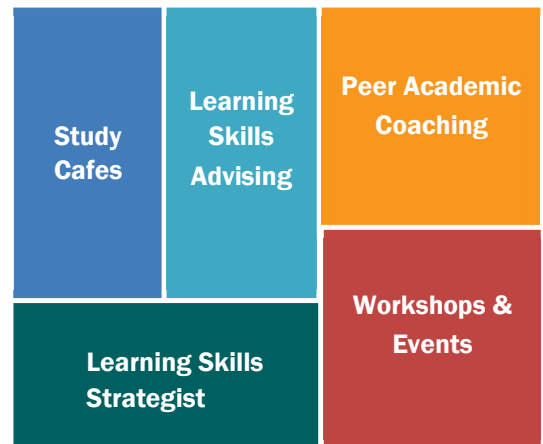 Study
Cafes
Learning
Skills
Advising
Peer Academic
Coaching
Learning Skills
Strategist
Workshops &
Events